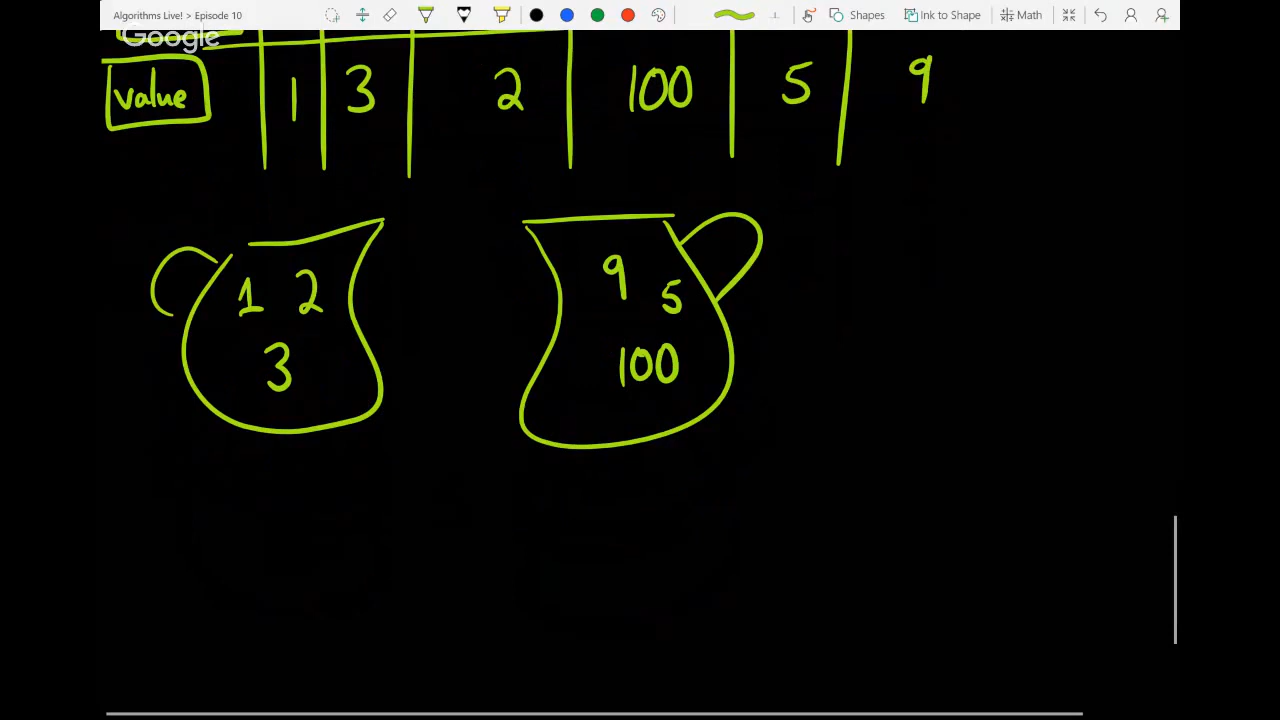 Algorithms Live! > Episode 10
Shapes
Ink to Shape
Math
Google
value 1 3 2 100 5 9
1 2
3
9 5
100